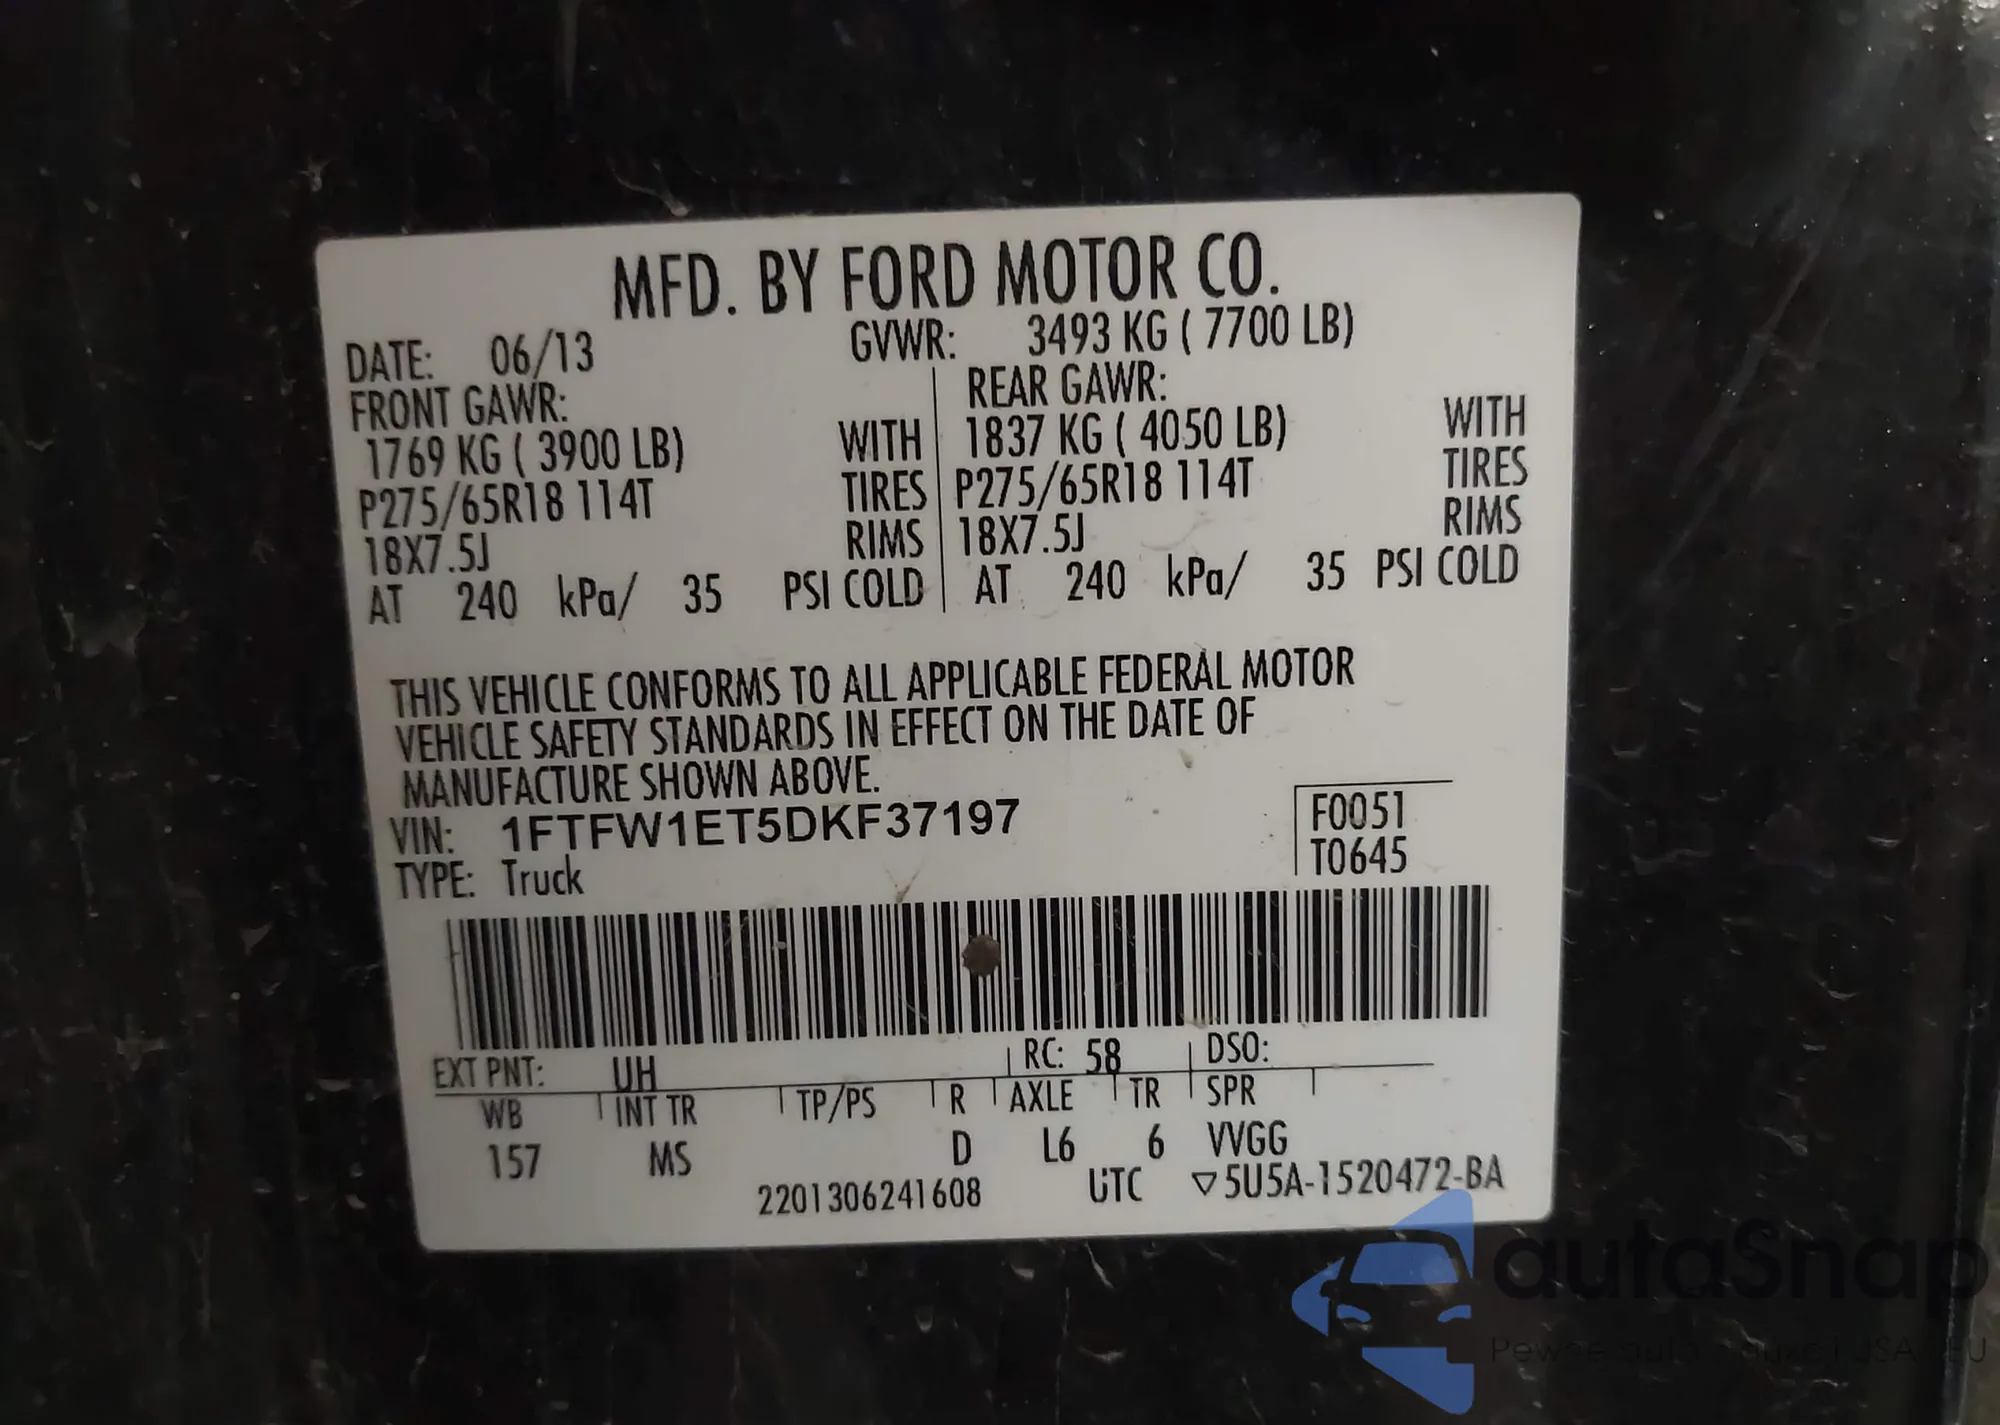 MFD. BY FORD MOTOR CO.
DATE: 06/13 GVWR: 3493 KG ( 7700 LB)
FRONT GAWR: REAR GAWR:
1769 KG ( 3900 LB) WITH 1837 KG ( 4050 LB) WITH
P275/65R18 114T TIRES P275/65R18 114T TIRES
18X7.5J RIMS 18X7.5J RIMS
AT 240 kPa/ 35 PSI COLD AT 240 kPa/ 35 PSI COLD
THIS VEHICLE CONFORMS TO ALL APPLICABLE FEDERAL MOTOR
VEHICLE SAFETY STANDARDS IN EFFECT ON THE DATE OF
MANUFACTURE SHOWN ABOVE.
VIN: 1FTFW1ET5DKF37197 F0051
TYPE: Truck T0645
EXT PNT: UH RC: 58 DSO:
WB INT TR TP/PS R AXLE TR SPR
157 MS D L6 6 VVGG
2201306241608 UTC ▽5U5A-1520472-BA
autaSnap